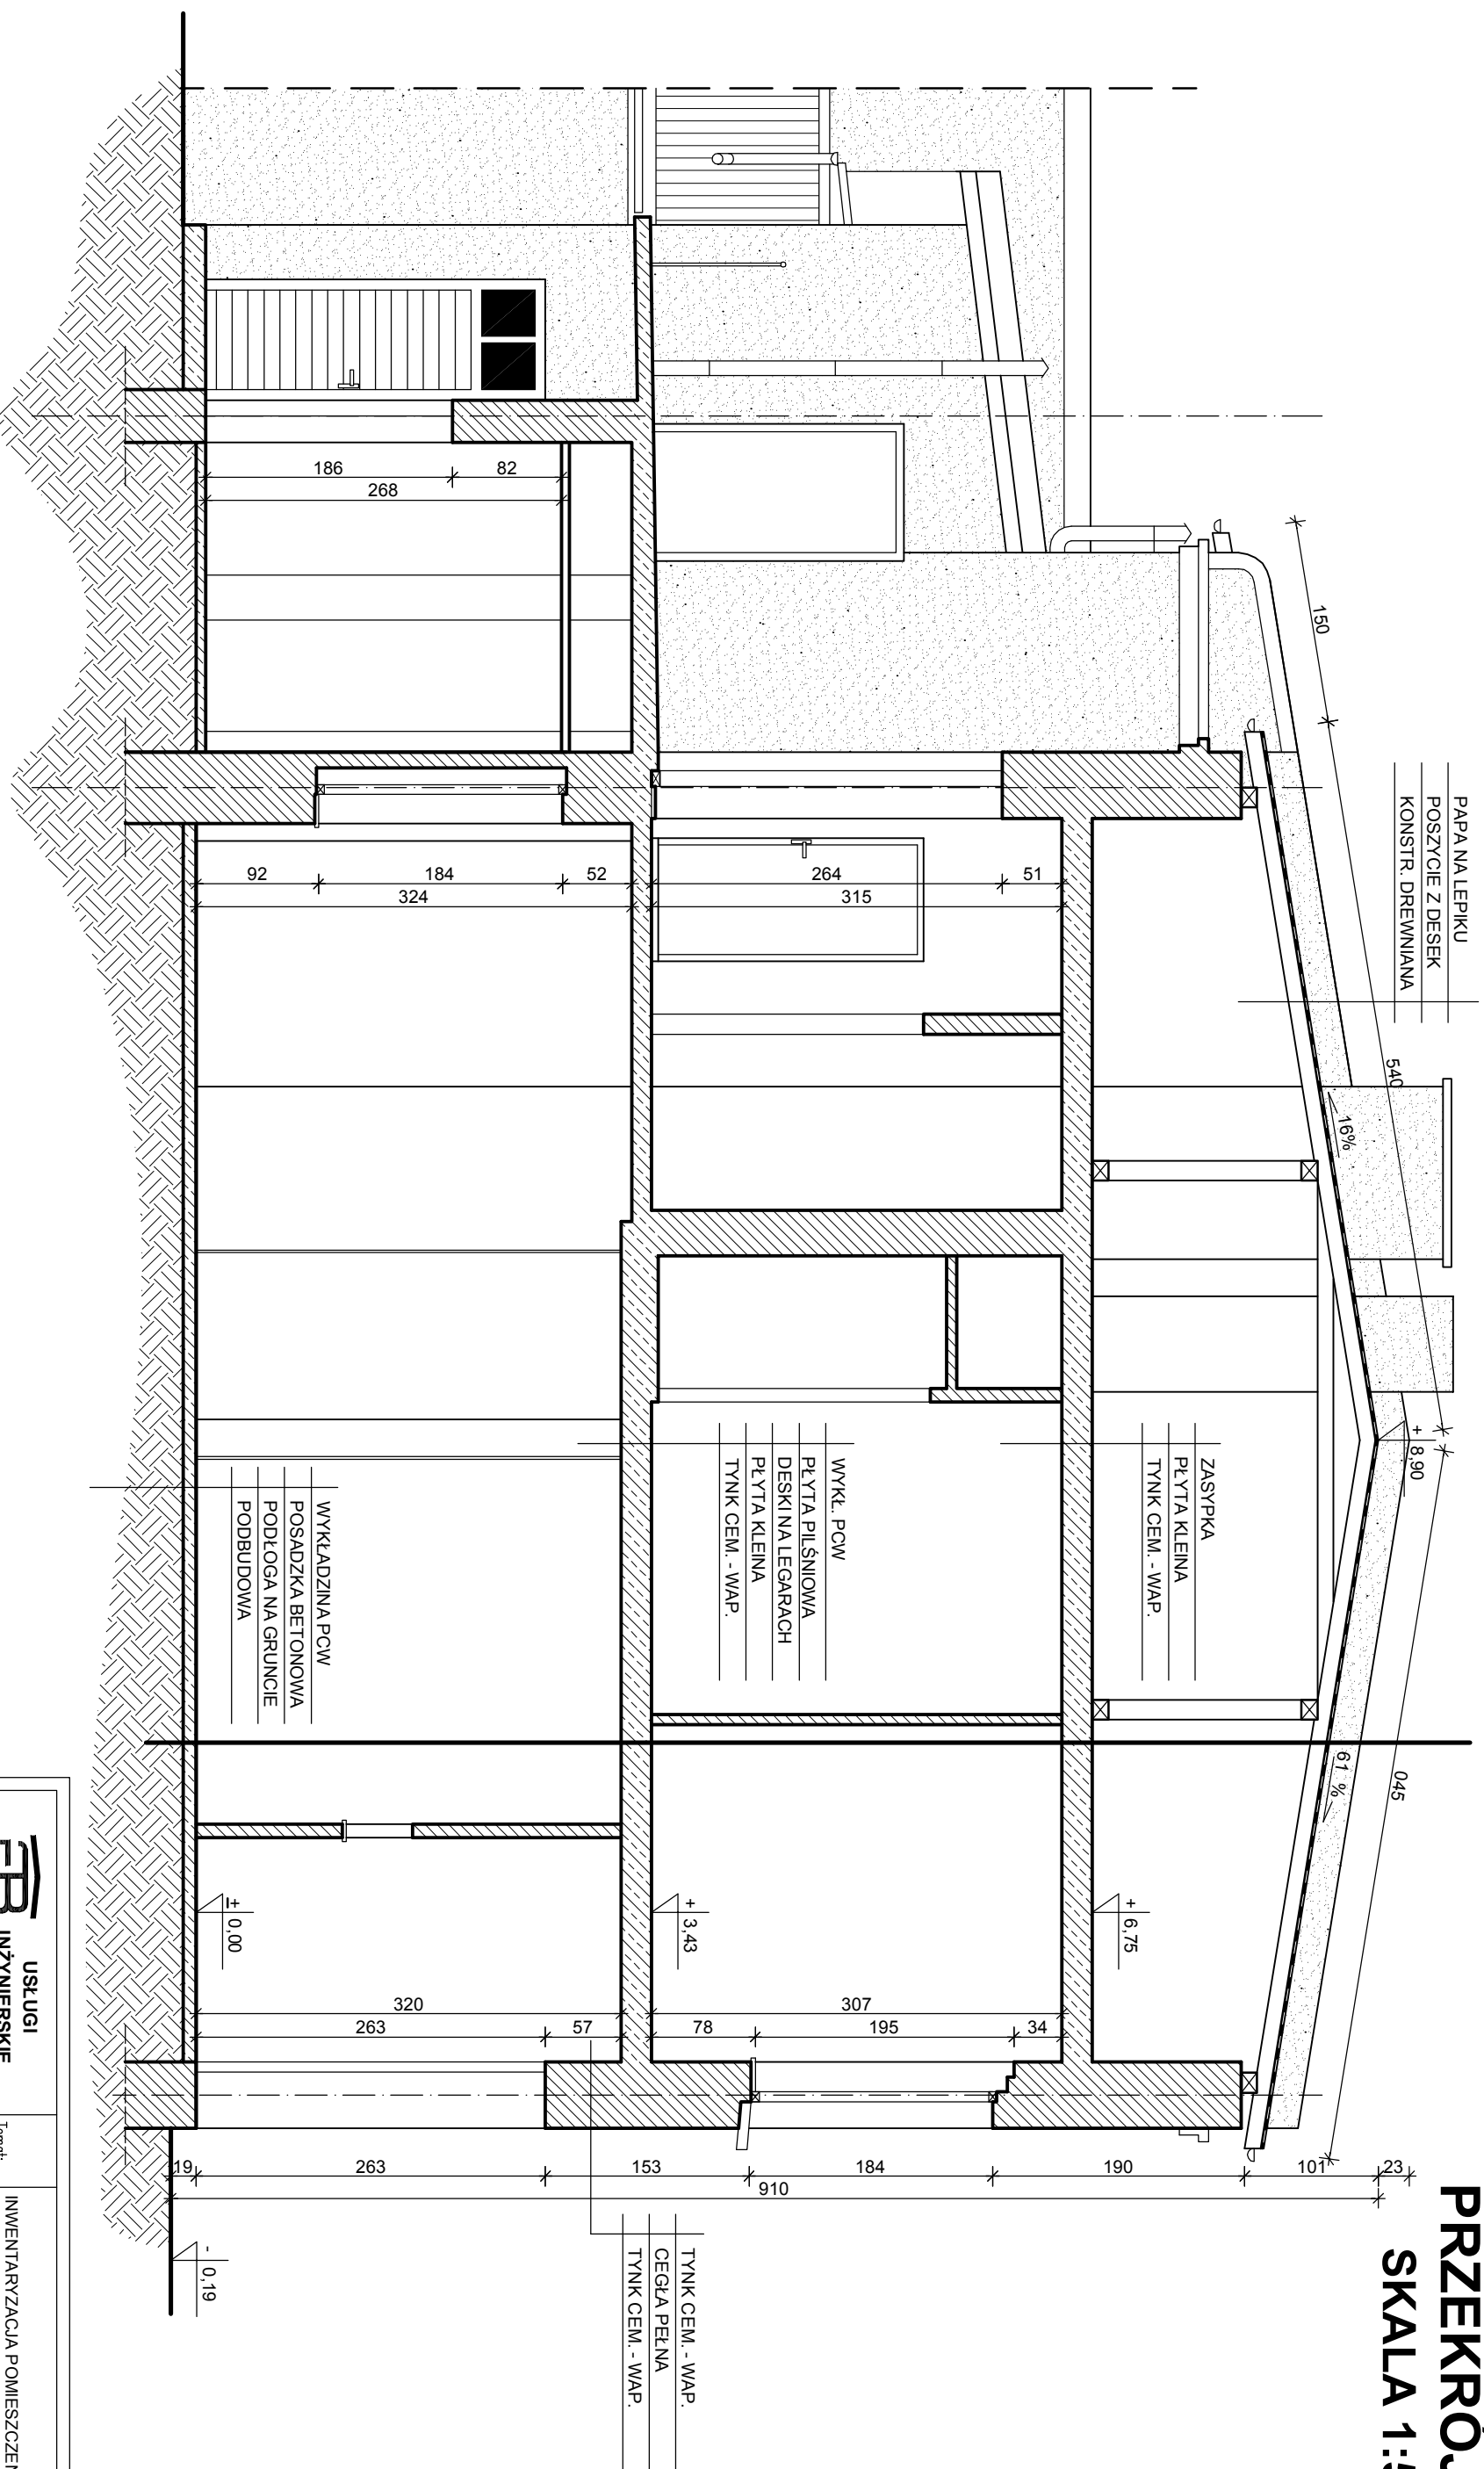 PRZEKRÓJ
SKALA 1:5
PAPA NA LEPIKU
POSZYCIE Z DESEK
KONSTR. DREWNIANA
150
540
16%
+ 8,90
045
61 %
ZASYPKA
PŁYTA KLEINA
TYNK CEM. - WAP.
+ 6,75
WYKŁ. PCW
PŁYTA PILŚNIOWA
DESKI NA LEGARACH
PŁYTA KLEINA
TYNK CEM. - WAP.
+ 3,43
WYKŁADZINA PCW
POSADZKA BETONOWA
PODŁOGA NA GRUNCIE
PODBUDOWA
± 0,00
186
82
268
92
184
52
324
264
51
315
320
263
57
307
78
195
34
19
263
153
184
190
101
23
910
- 0,19
TYNK CEM. - WAP.
CEGŁA PEŁNA
TYNK CEM. - WAP.
USŁUGI
INŻYNIERSKIE
Temat:
INWENTARYZACJA POMIESZCZEŃ